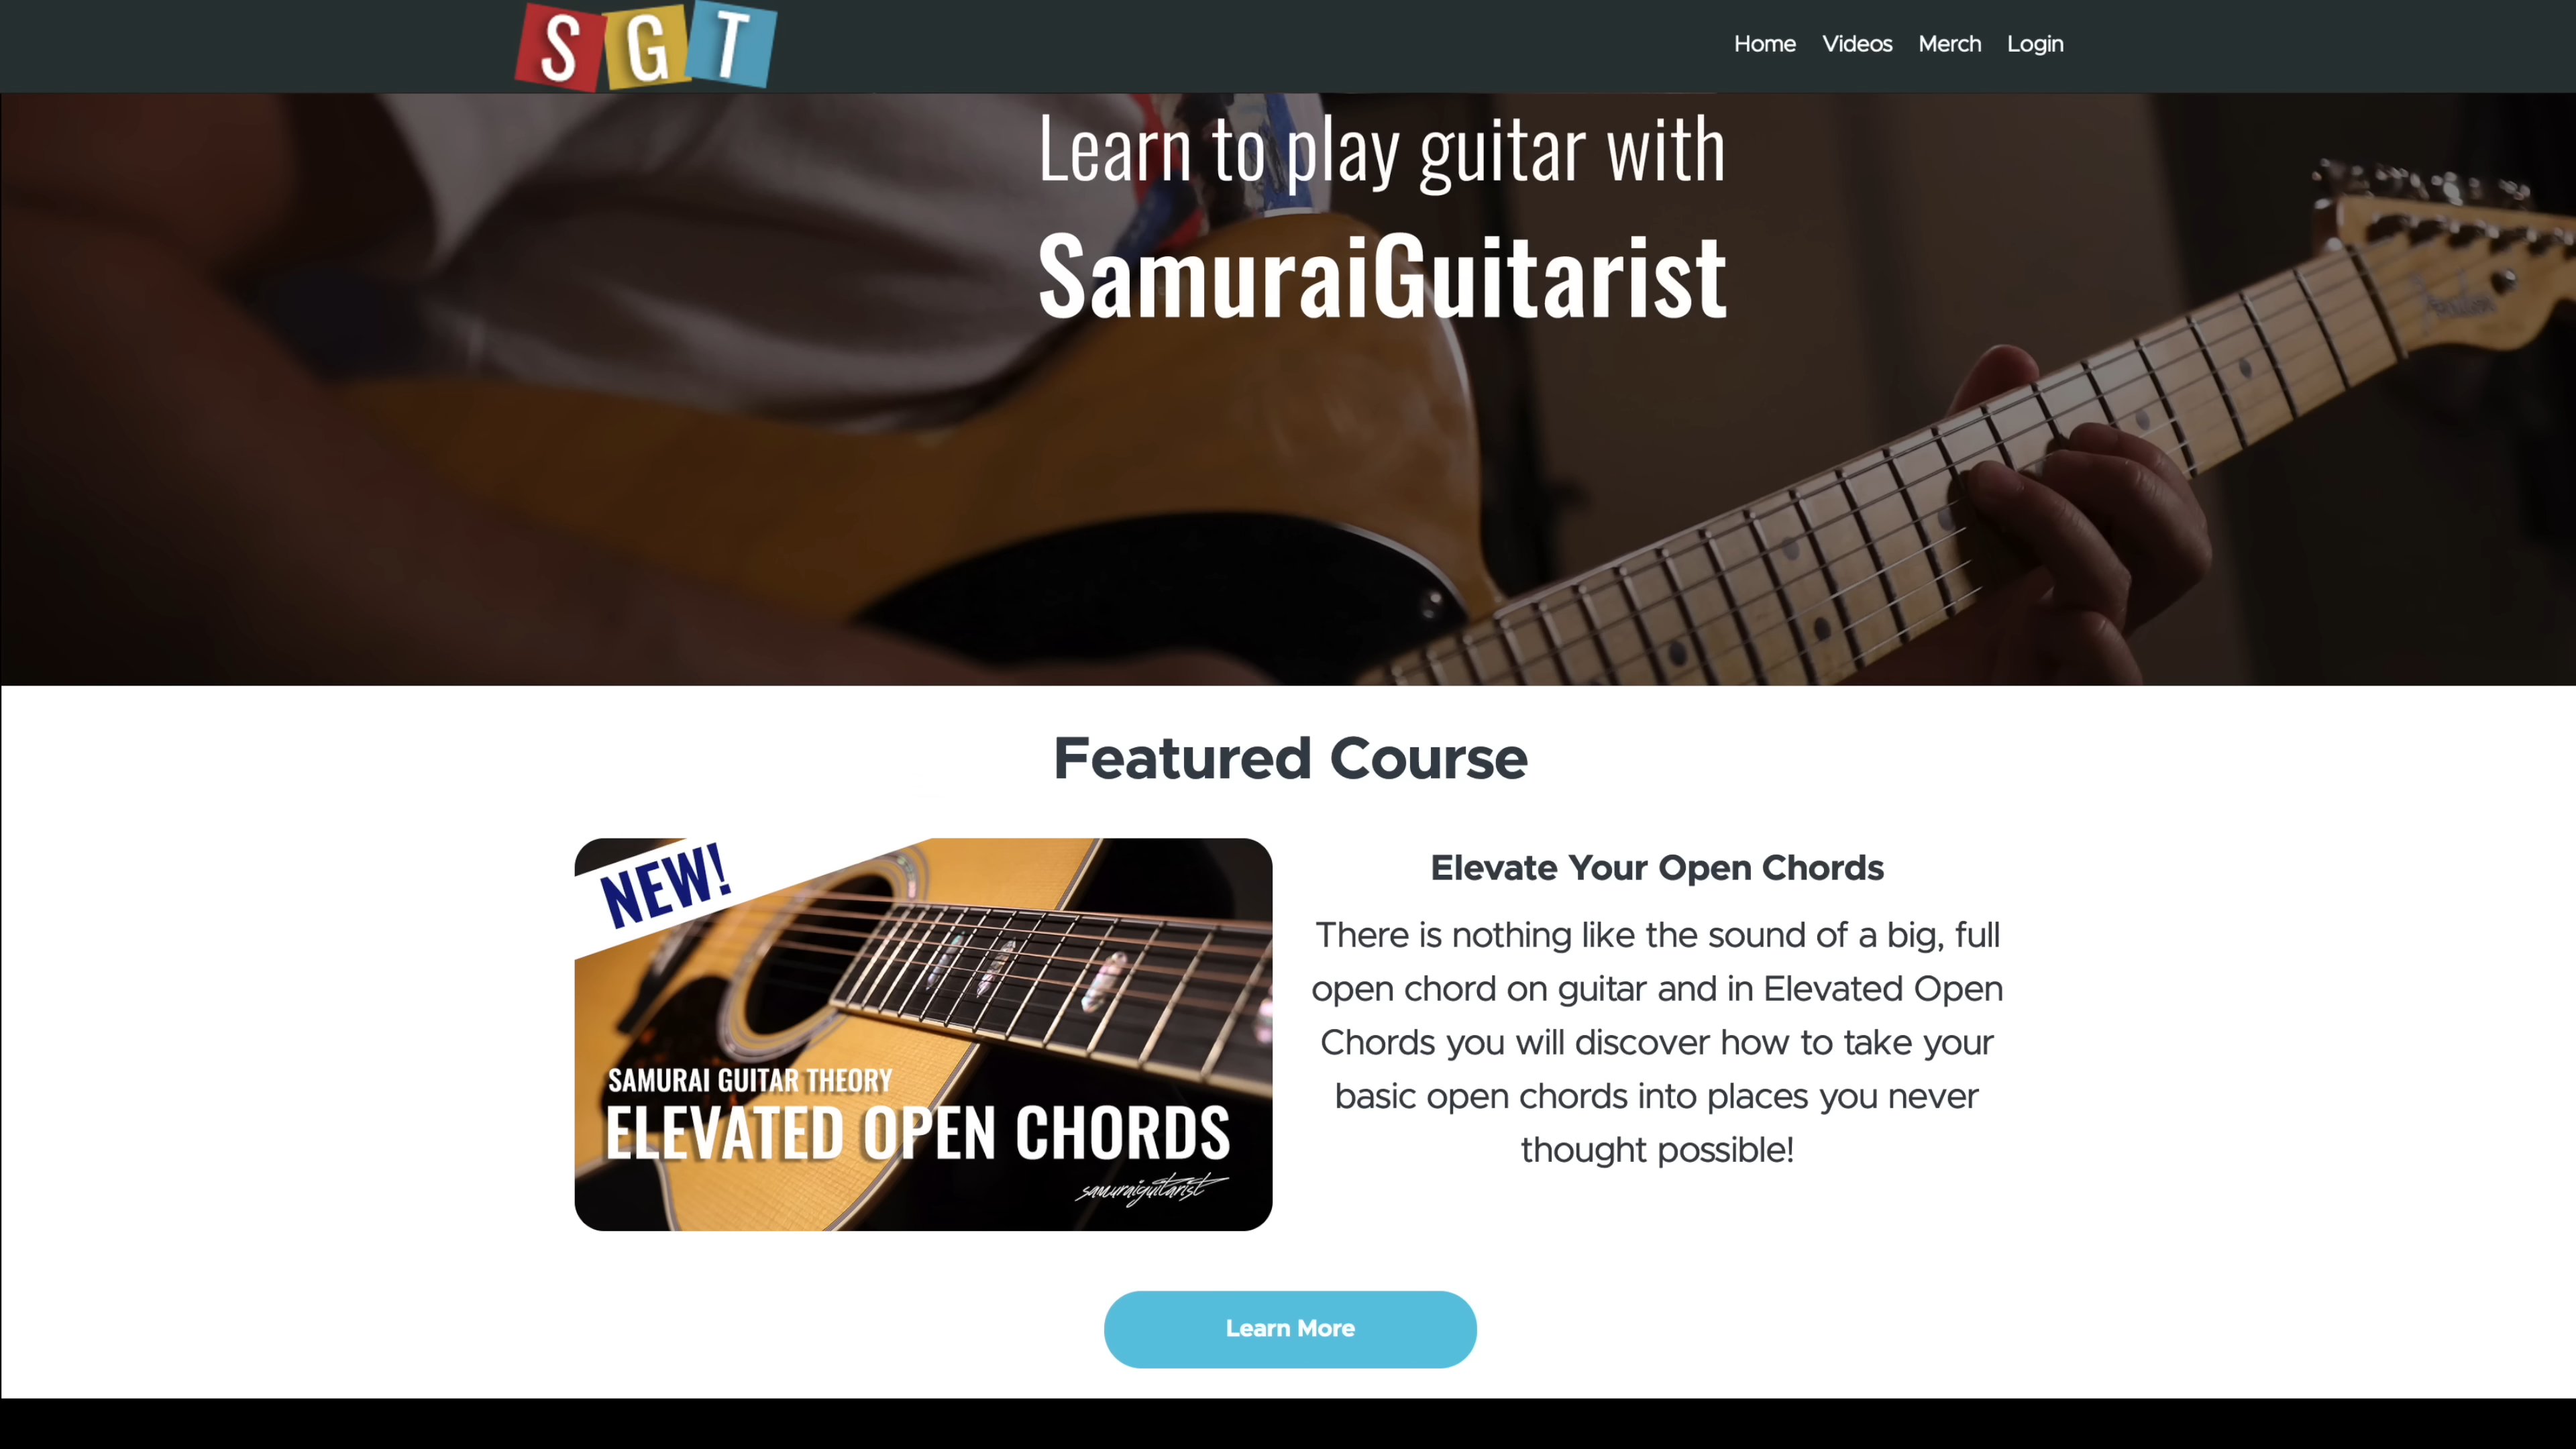 SGT
Home Videos Merch Login
Learn to play guitar with
SamuraiGuitarist
Fender
Featured Course
NEW!
SAMURAI GUITAR THEORY
ELEVATED OPEN CHORDS
samuraiguitarist
Elevate Your Open Chords
There is nothing like the sound of a big, full
open chord on guitar and in Elevated Open
Chords you will discover how to take your
basic open chords into places you never
thought possible!
Learn More